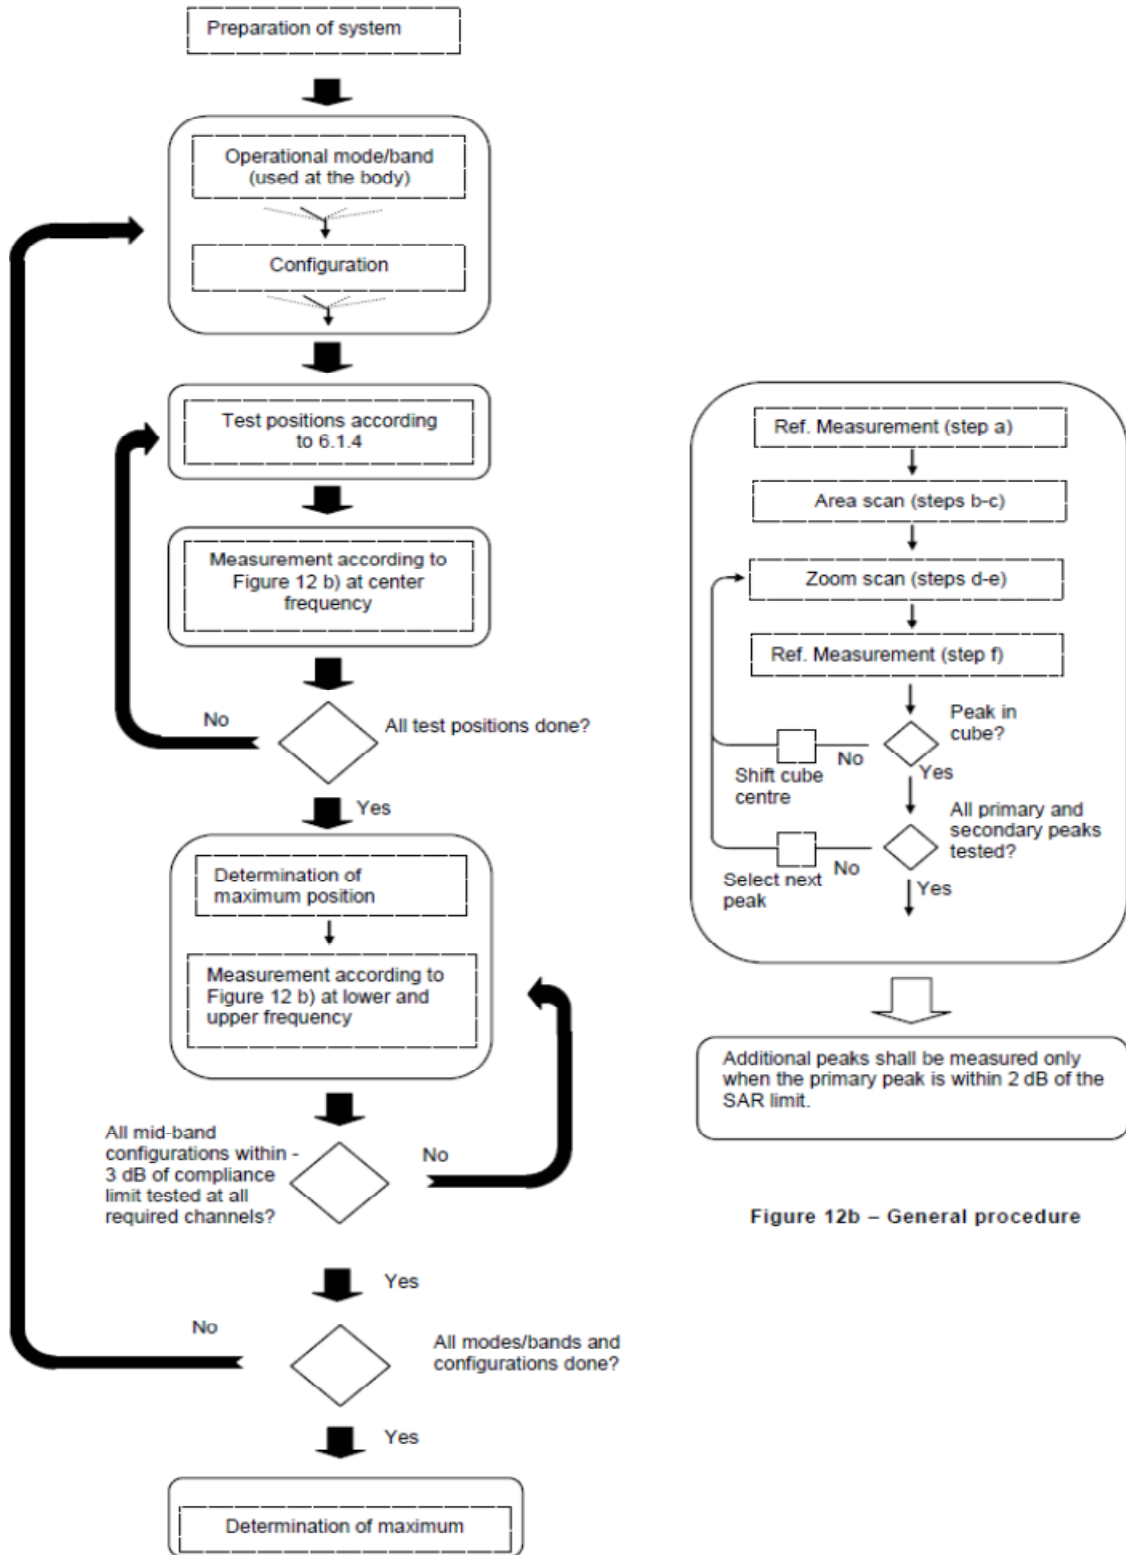 Preparation of system
Operational mode/band
(used at the body)
Configuration
Test positions according
to 6.1.4
Measurement according to
Figure 12 b) at center
frequency
No
All test positions done?
Yes
Determination of
maximum position
Measurement according to
Figure 12 b) at lower and
upper frequency
All mid-band
configurations within -
3 dB of compliance
limit tested at all
required channels?
No
Yes
No
All modes/bands and
configurations done?
Yes
Determination of maximum
Ref. Measurement (step a)
Area scan (steps b-c)
Zoom scan (steps d-e)
Ref. Measurement (step f)
Peak in
cube?
No
Shift cube
centre
Yes
All primary and
secondary peaks
tested?
No
Select next
peak
Yes
Additional peaks shall be measured only
when the primary peak is within 2 dB of the
SAR limit.
Figure 12b – General procedure